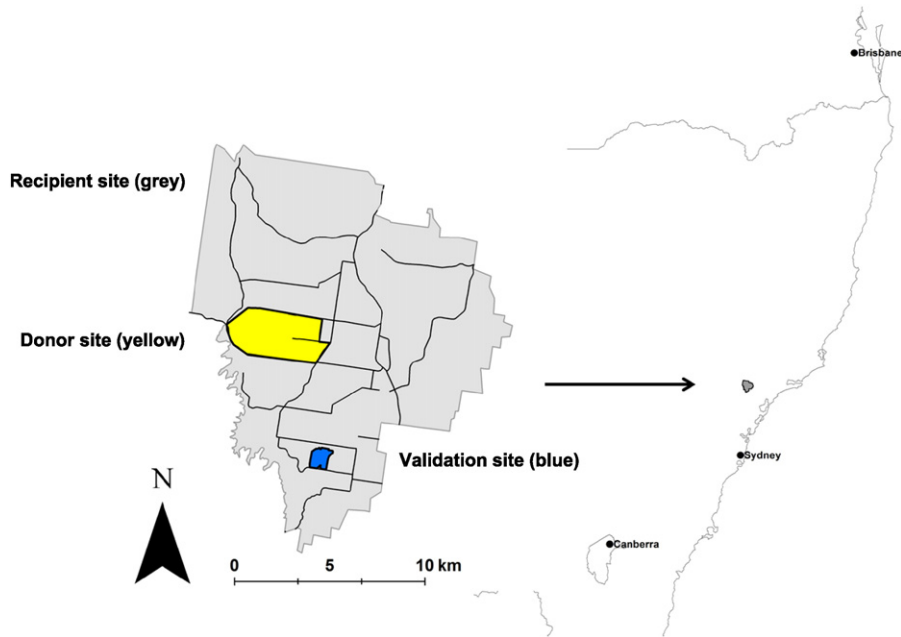 Brisbane
Recipient site (grey)
Donor site (yellow)
Validation site (blue)
Sydney
N
Canberra
0 5 10 km